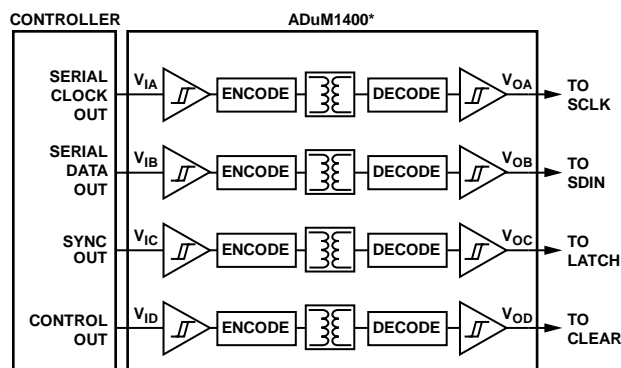 CONTROLLER
ADuM1400*
SERIAL
CLOCK
OUT
VIA
ENCODE
DECODE
VOA
TO
SCLK
SERIAL
DATA
OUT
VIB
ENCODE
DECODE
VOB
TO
SDIN
SYNC
OUT
VIC
ENCODE
DECODE
VOC
TO
LATCH
CONTROL
OUT
VID
ENCODE
DECODE
VOD
TO
CLEAR